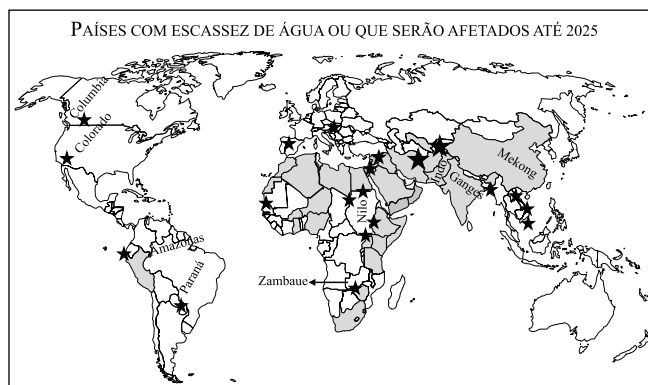 PAÍSES COM ESCASSEZ DE ÁGUA OU QUE SERÃO AFETADOS ATÉ 2025
Columbia
Colorado
Mekong
Indo
Ganges
Nilo
Amazonas
Paraná
Zambaue